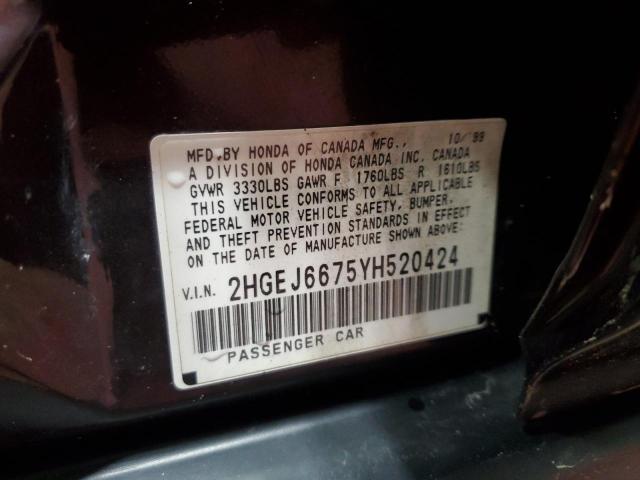 MFD.BY HONDA OF CANADA MFG., 10/'99
A DIVISION OF HONDA CANADA INC. CANADA
GVWR 3330LBS GAWR F 1760LBS R 1610LBS
THIS VEHICLE CONFORMS TO ALL APPLICABLE
FEDERAL MOTOR VEHICLE SAFETY, BUMPER,
AND THEFT PREVENTION STANDARDS IN EFFECT
ON THE DATE OF MANUFACTURE SHOWN ABOVE:
V.I.N. 2HGEJ6675YH520424
PASSENGER CAR